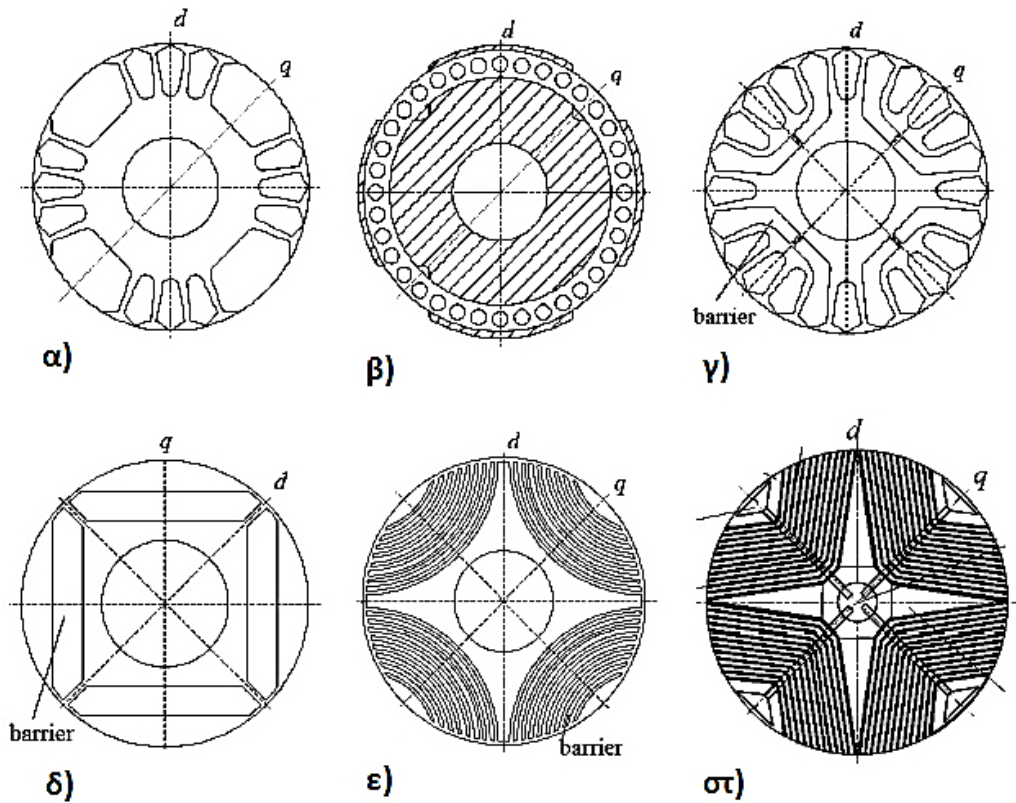 d
q
α)
d
q
β)
d
q
barrier
γ)
q
d
barrier
δ)
d
q
barrier
ε)
d
q
στ)